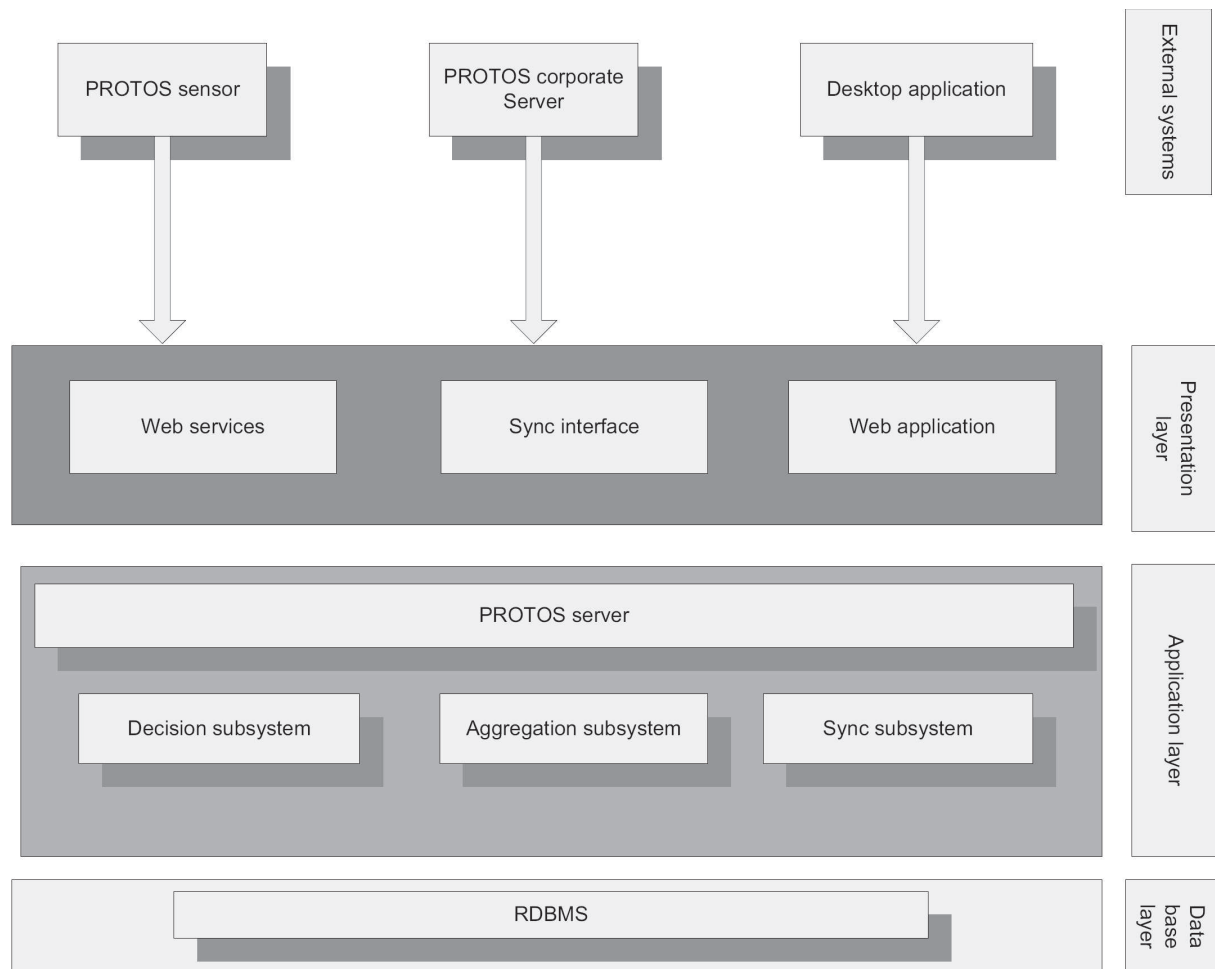 PROTOS sensor
PROTOS corporate
Server
Desktop application
External systems
Web services
Sync interface
Web application
Presentation
layer
PROTOS server
Decision subsystem
Aggregation subsystem
Sync subsystem
Application layer
RDBMS
Data
base
layer